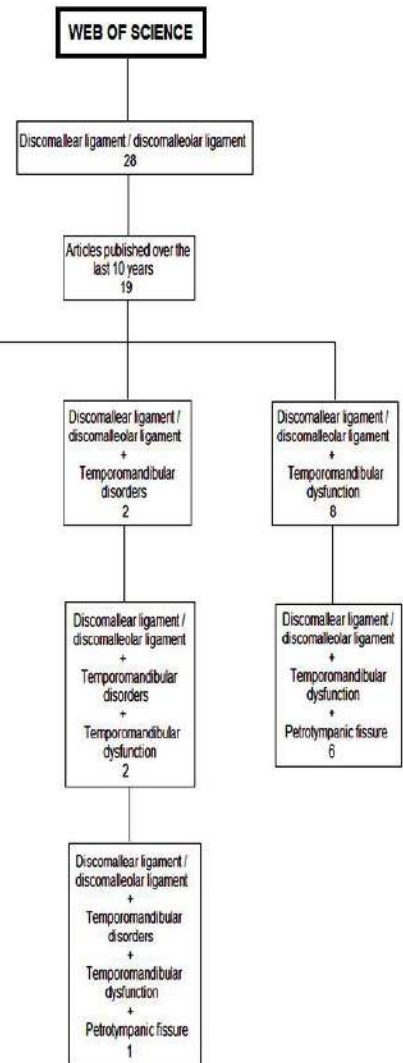 WEB OF SCIENCE
Discomallear ligament / discomalleolar ligament
28
Articles published over the
last 10 years
19
Discomallear ligament /
discomalleolar ligament
+
Temporomandibular
disorders
2
Discomallear ligament /
discomalleolar ligament
+
Temporomandibular
dysfunction
8
Discomallear ligament /
discomalleolar ligament
+
Temporomandibular
disorders
+
Temporomandibular
dysfunction
2
Discomallear ligament /
discomalleolar ligament
+
Temporomandibular
dysfunction
+
Petrotympanic fissure
6
Discomallear ligament /
discomalleolar ligament
+
Temporomandibular
disorders
+
Temporomandibular
dysfunction
+
Petrotympanic fissure
1